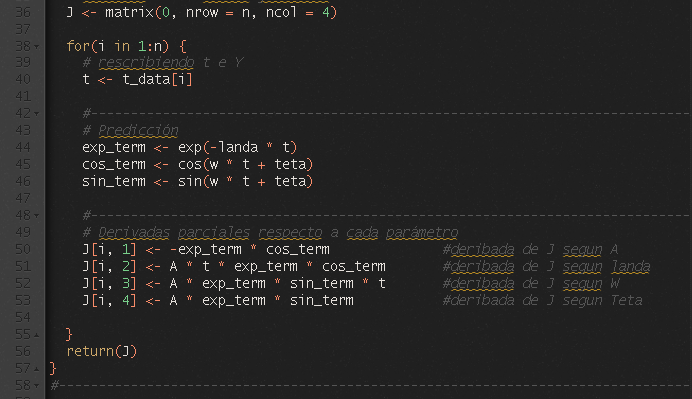 36 J <- matrix(0, nrow = n, ncol = 4)
37
38 for(i in 1:n) {
39 # rescribiendo t e Y
40 t <- t_data[i]
41
42 #----------------------------------------------------------------------
43 # Predicción
44 exp_term <- exp(-landa * t)
45 cos_term <- cos(w * t + teta)
46 sin_term <- sin(w * t + teta)
47
48 #----------------------------------------------------------------------
49 # Derivadas parciales respecto a cada parámetro
50 J[i, 1] <- -exp_term * cos_term #deribada de J segun A
51 J[i, 2] <- A * t * exp_term * cos_term #deribada de J segun landa
52 J[i, 3] <- A * exp_term * sin_term * t #deribada de J segun W
53 J[i, 4] <- A * exp_term * sin_term #deribada de J segun Teta
54
55 }
56 return(J)
57 }
58 #--------------------------------------------------------------------------